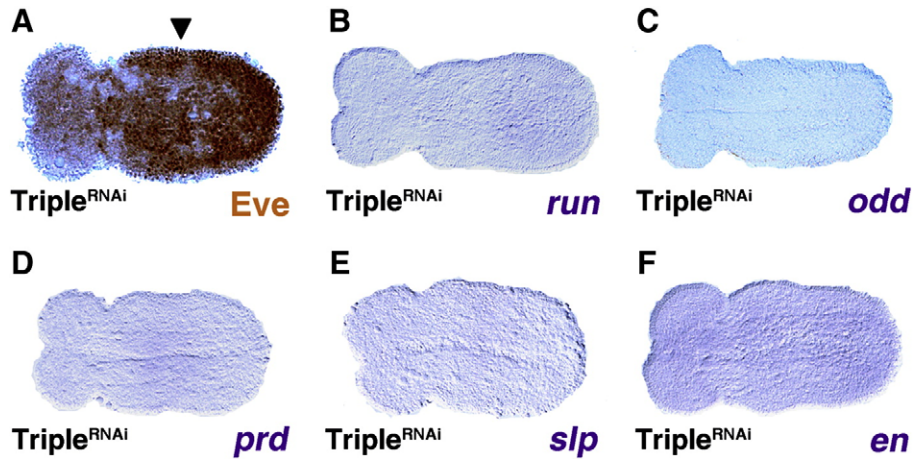 A
B
C
Triple^RNAi Eve
Triple^RNAi run
Triple^RNAi odd
D
E
F
Triple^RNAi prd
Triple^RNAi slp
Triple^RNAi en